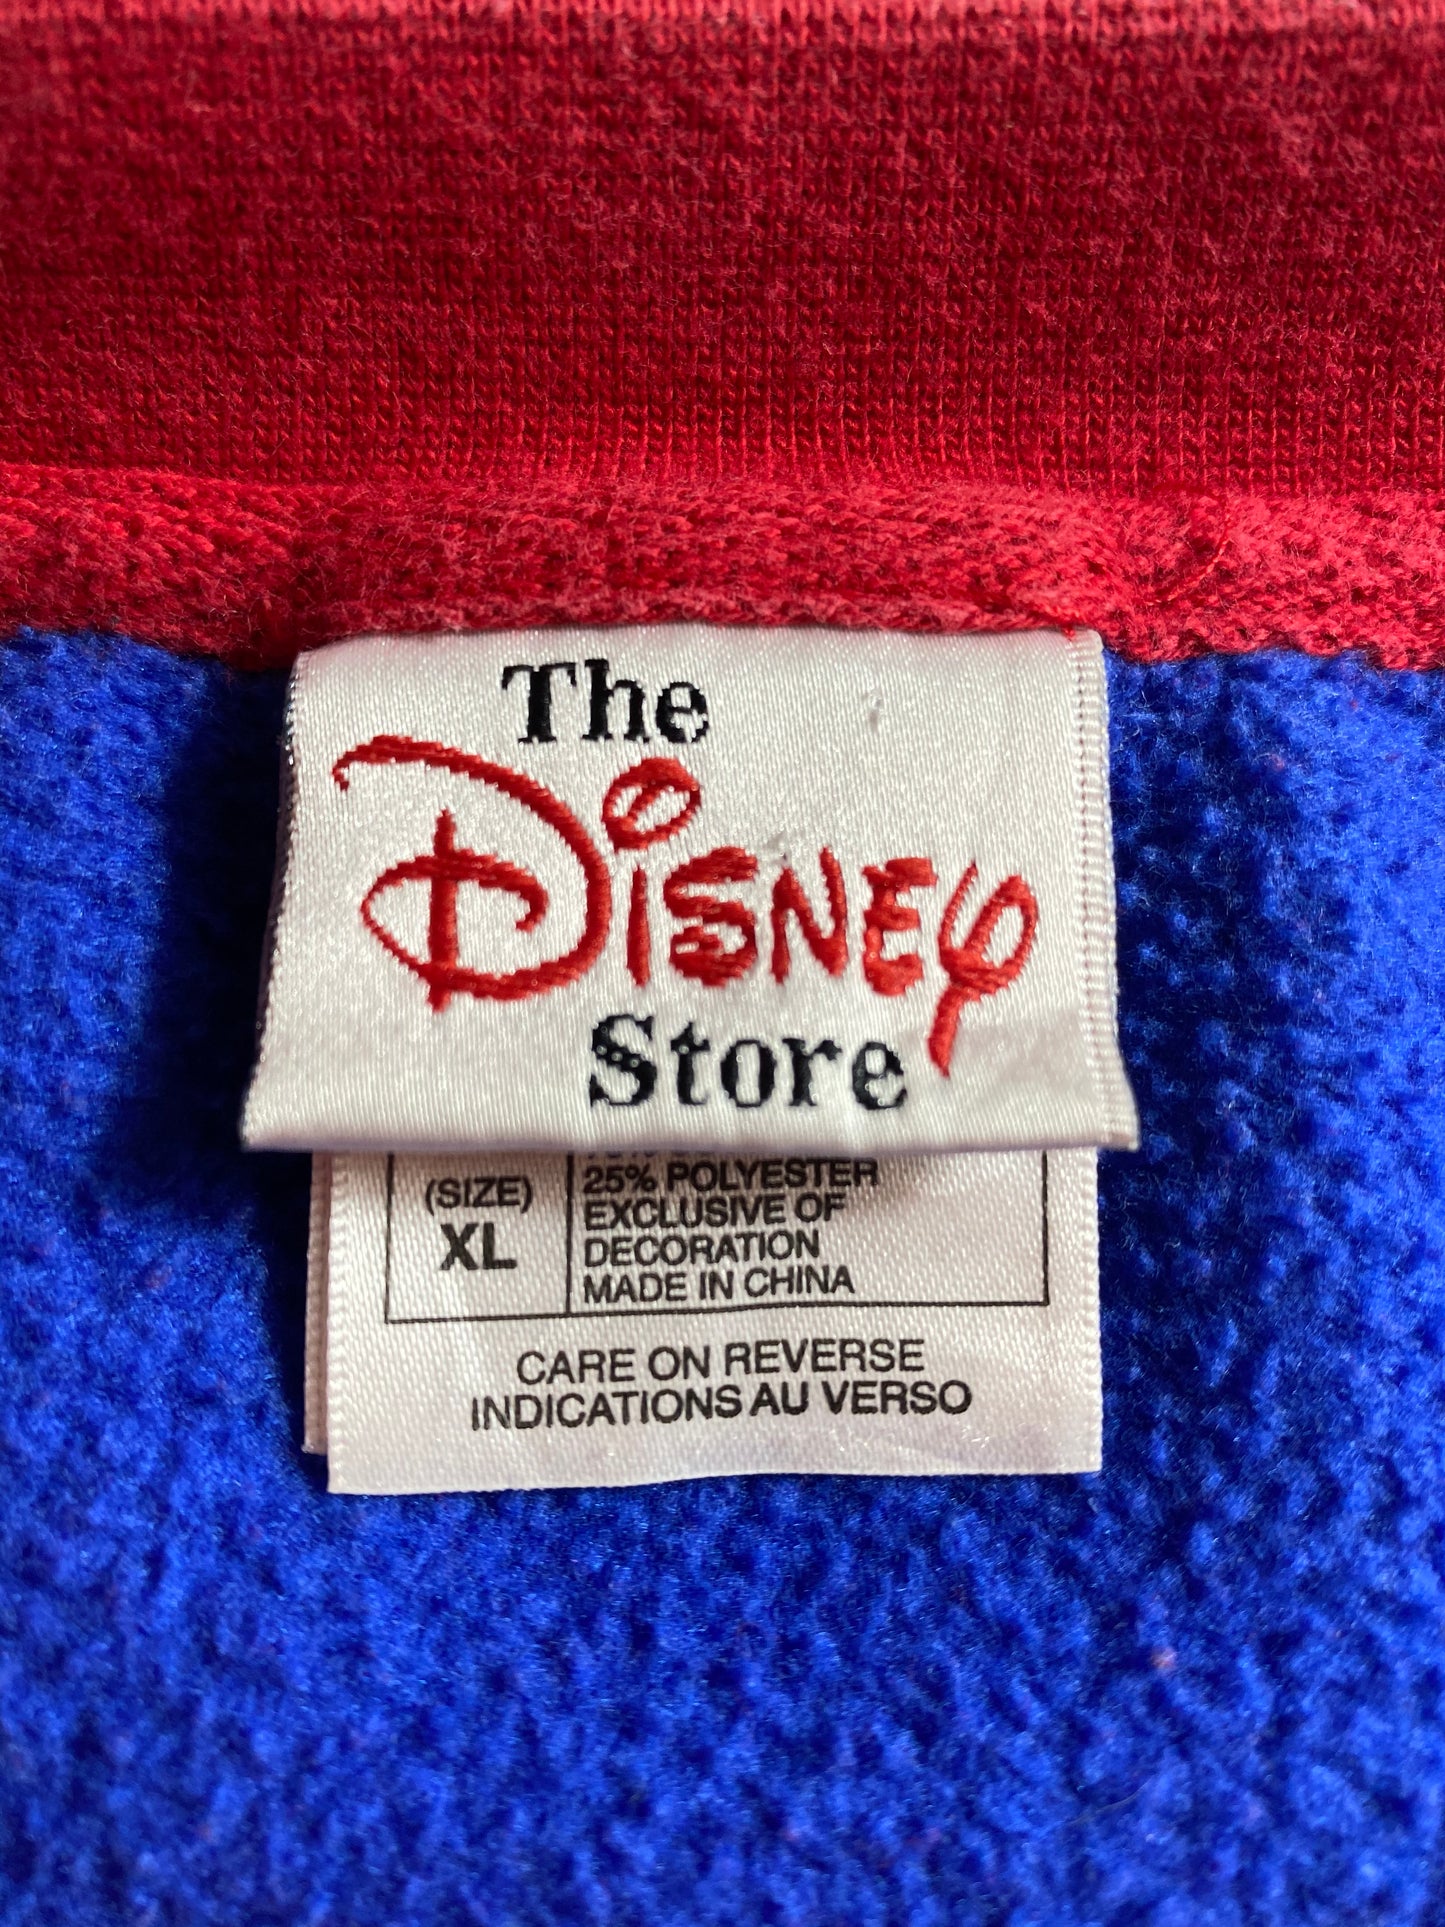 The
Disney
Store
(SIZE)
XL
25% POLYESTER
EXCLUSIVE OF
DECORATION
MADE IN CHINA
CARE ON REVERSE
INDICATIONS AU VERSO